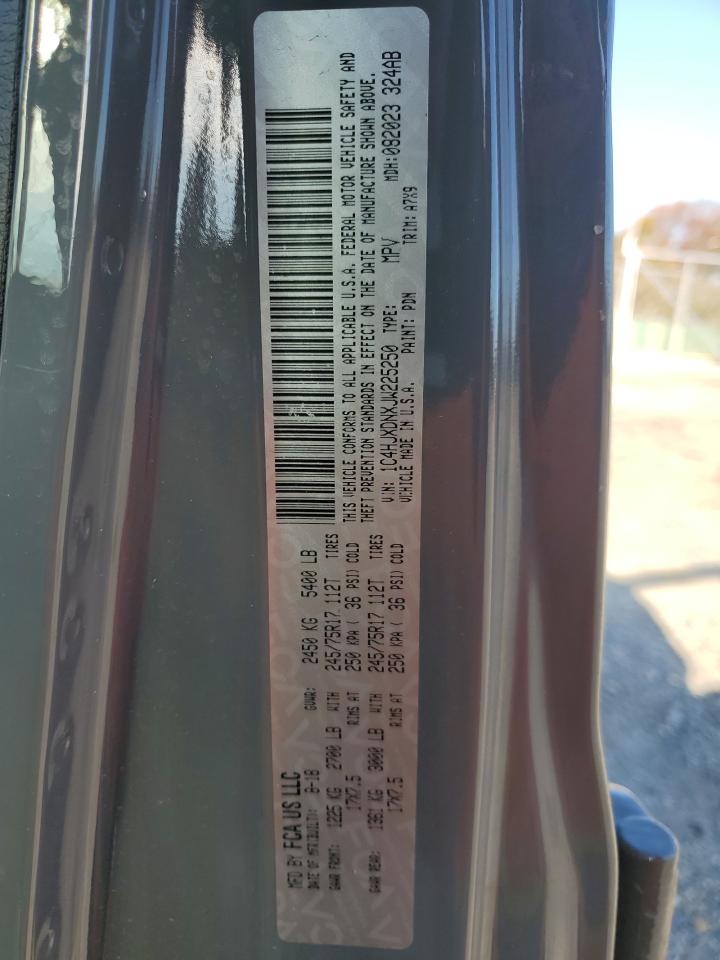 MFD BY FCA US LLC
DATE OF MFR(BUILT): 8-18 GVWR: 2450 KG 5400 LB
GAWR FRONT: 1225 KG 2700 LB WITH 245/75R17 112T TIRES
17X7.5 RIMS AT 250 KPA ( 36 PSI) COLD
GAWR REAR: 1361 KG 3000 LB WITH 245/75R17 112T TIRES
17X7.5 RIMS AT 250 KPA ( 36 PSI) COLD
THIS VEHICLE CONFORMS TO ALL APPLICABLE U.S.A. FEDERAL MOTOR VEHICLE SAFETY AND
THEFT PREVENTION STANDARDS IN EFFECT ON THE DATE OF MANUFACTURE SHOWN ABOVE.
VIN: 1C4HJXDNXJW225250 TYPE: MPV MDH:082023 324AB
VEHICLE MADE IN U.S.A. PAINT: PDN TRIM: A7X9